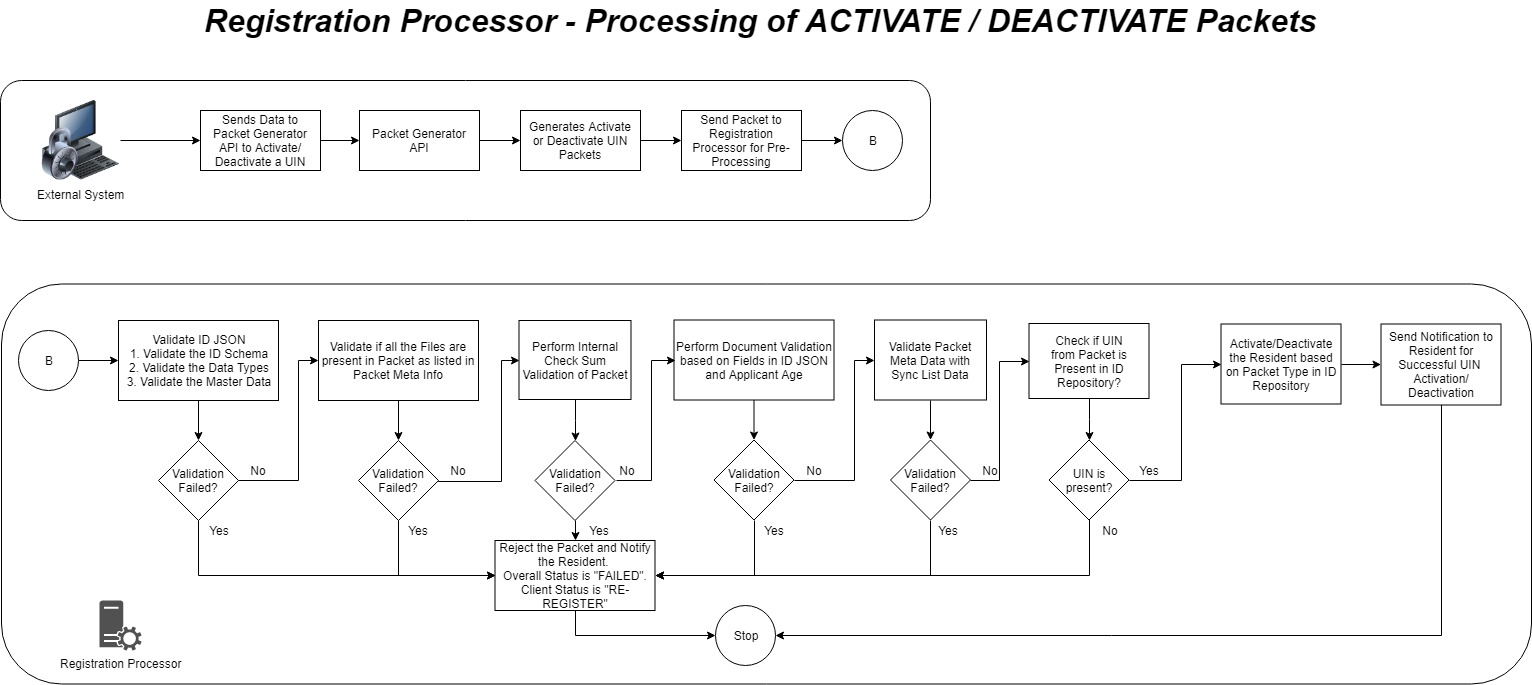 Registration Processor - Processing of ACTIVATE / DEACTIVATE Packets
Sends Data to
Packet Generator
API to Activate/
Deactivate a UIN
Packet Generator
API
Generates Activate
or Deactivate UIN
Packets
Send Packet to
Registration
Processor for Pre-
Processing
B
External System
B
Validate ID JSON
1. Validate the ID Schema
2. Validate the Data Types
3. Validate the Master Data
Validate if all the Files are
present in Packet as listed in
Packet Meta Info
Perform Internal
Check Sum
Validation of Packet
Perform Document Validation
based on Fields in ID JSON
and Applicant Age
Validate Packet
Meta Data with
Sync List Data
Check if UIN
from Packet is
Present in ID
Repository?
Activate/Deactivate
the Resident based
on Packet Type in ID
Repository
Send Notification to
Resident for
Successful UIN
Activation/
Deactivation
Validation
Failed?
No
Validation
Failed?
No
Validation
Failed?
No
Validation
Failed?
No
Validation
Failed?
No
UIN is
present?
Yes
Yes
Yes
Yes
Yes
Yes
No
Reject the Packet and Notify
the Resident.
Overall Status is "FAILED".
Client Status is "RE-
REGISTER"
Stop
Registration Processor